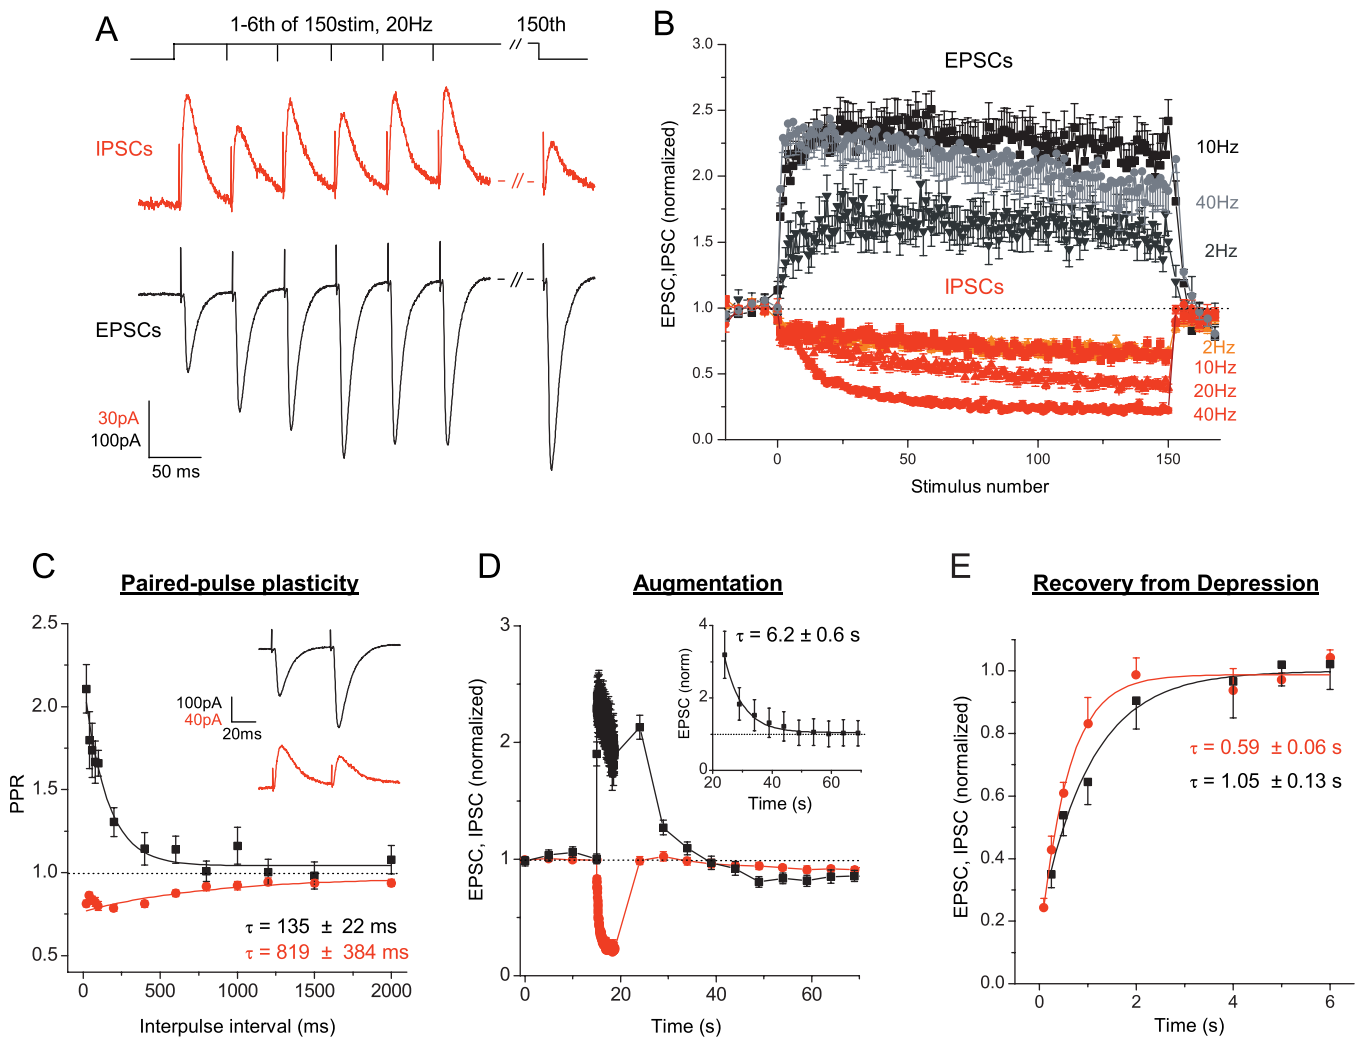 A
1-6th of 150stim, 20Hz
150th
//
IPSCs
– // –
– // –
EPSCs
30pA
100pA
50 ms
B
EPSCs
3.0
2.5
2.0
1.5
1.0
0.5
0.0
EPSC,IPSC (normalized)
10Hz
40Hz
2Hz
IPSCs
2Hz
10Hz
20Hz
40Hz
0
50
100
150
Stimulus number
C
Paired-pulse plasticity
2.5
2.0
1.5
1.0
0.5
PPR
100pA
40pA
20ms
τ = 135 ± 22 ms
τ = 819 ± 384 ms
0
500
1000
1500
2000
Interpulse interval (ms)
D
Augmentation
3
2
1
0
EPSC, IPSC (normalized)
τ = 6.2 ± 0.6 s
4
2
0
EPSC (norm)
20
40
60
Time (s)
0
20
40
60
Time (s)
E
Recovery from Depression
1.0
0.8
0.6
0.4
0.2
0.0
EPSC, IPSC (normalized)
τ = 0.59 ± 0.06 s
τ = 1.05 ± 0.13 s
0
2
4
6
Time (s)